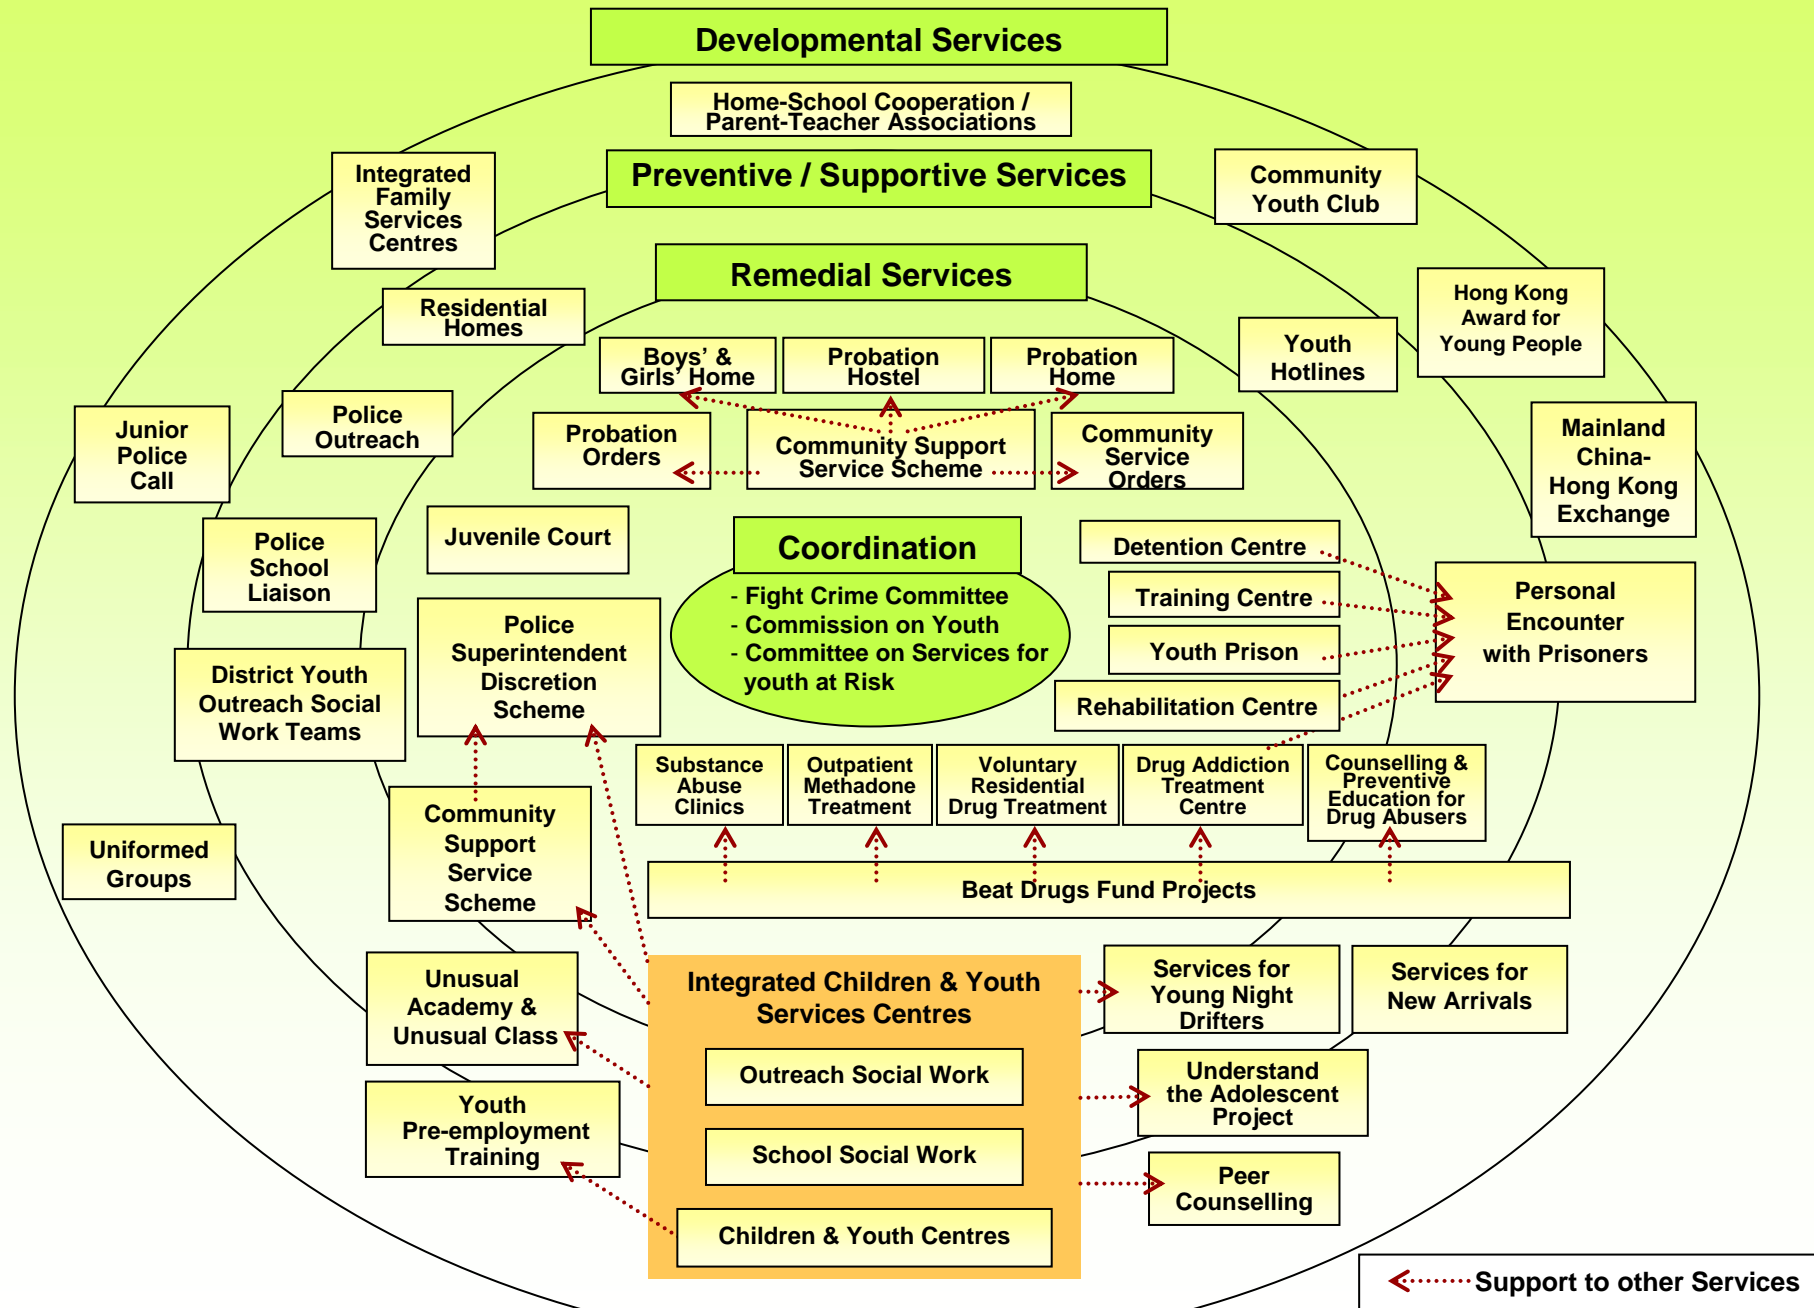 Developmental Services
Home-School Cooperation /
Parent-Teacher Associations
Integrated
Family
Services
Centres
Preventive / Supportive Services
Community
Youth Club
Remedial Services
Residential
Homes
Hong Kong
Award for
Young People
Boys’ &
Girls’ Home
Probation
Hostel
Probation
Home
Youth
Hotlines
Junior
Police
Call
Police
Outreach
Probation
Orders
Community Support
Service Scheme
Community
Service
Orders
Mainland
China-
Hong Kong
Exchange
Police
School
Liaison
Juvenile Court
Coordination
- Fight Crime Committee
- Commission on Youth
- Committee on Services for
youth at Risk
Detention Centre
Training Centre
Youth Prison
Rehabilitation Centre
Personal
Encounter
with Prisoners
Police
Superintendent
Discretion
Scheme
District Youth
Outreach Social
Work Teams
Substance
Abuse
Clinics
Outpatient
Methadone
Treatment
Voluntary
Residential
Drug Treatment
Drug Addiction
Treatment
Centre
Counselling &
Preventive
Education for
Drug Abusers
Community
Support
Service
Scheme
Uniformed
Groups
Beat Drugs Fund Projects
Unusual
Academy &
Unusual Class
Integrated Children & Youth
Services Centres
Services for
Young Night
Drifters
Services for
New Arrivals
Outreach Social Work
Understand
the Adolescent
Project
Youth
Pre-employment
Training
School Social Work
Peer
Counselling
Children & Youth Centres
Support to other Services